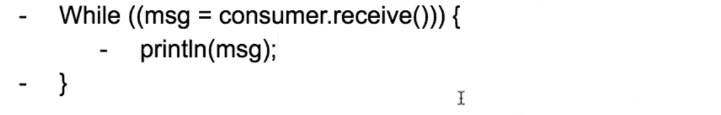 - While ((msg = consumer.receive())) {
- println(msg);
- }